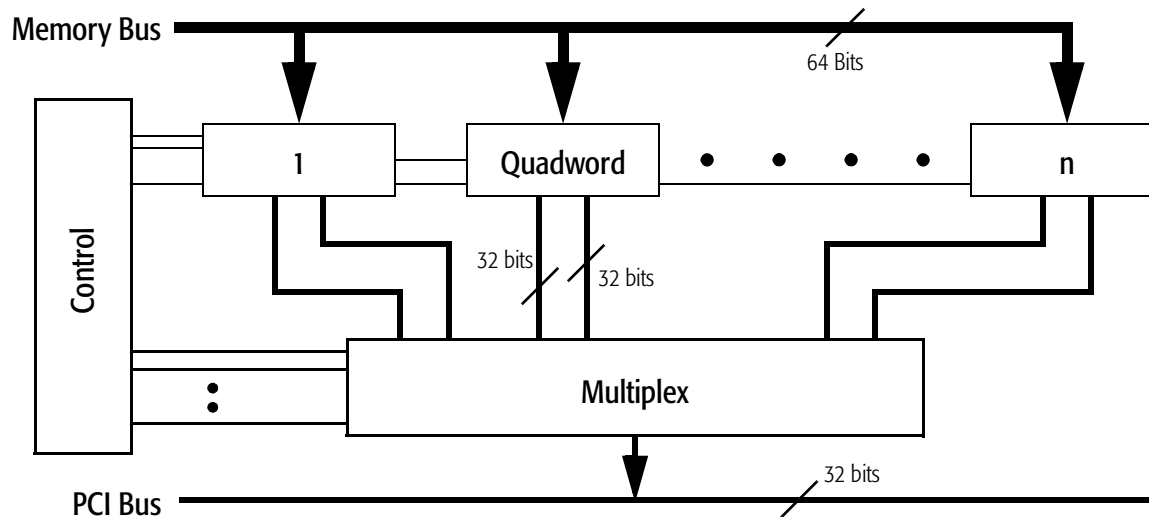 Memory Bus
64 Bits
1
Quadword
n
Control
32 bits
32 bits
Multiplex
32 bits
PCI Bus